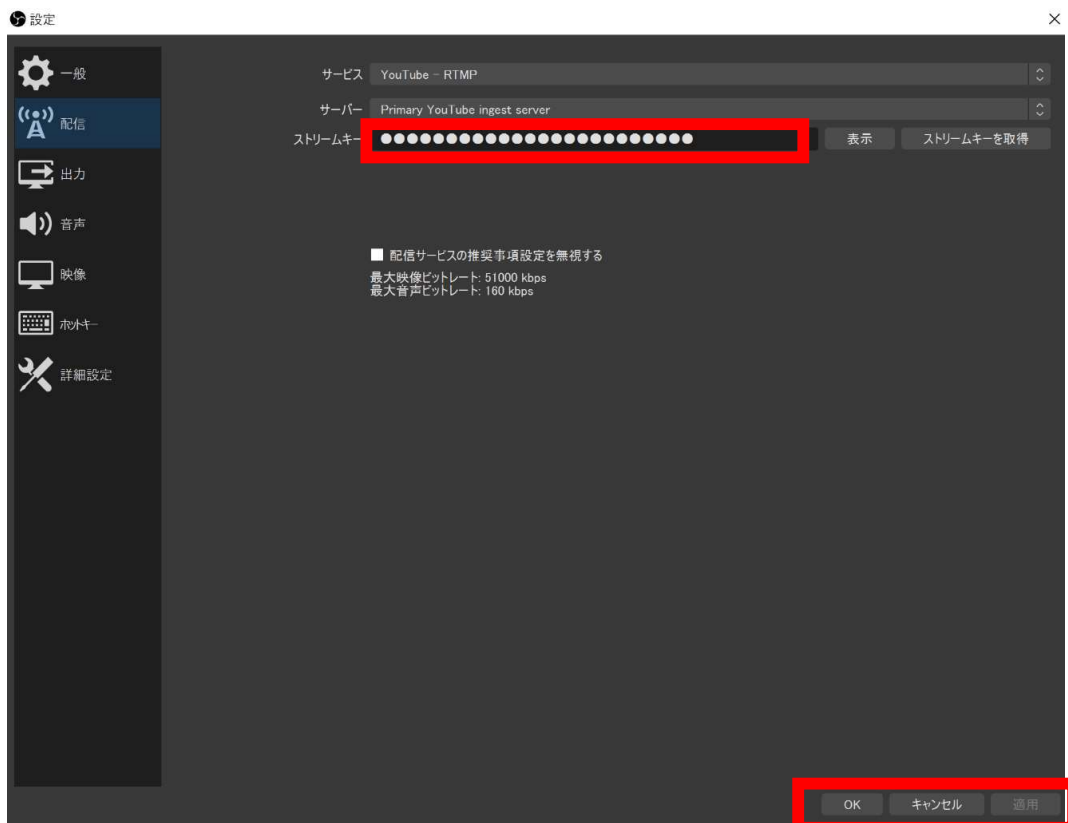 設定
一般
配信
出力
音声
映像
ホットキー
詳細設定
サービス YouTube - RTMP
サーバー Primary YouTube ingest server
ストリームキー ●●●●●●●●●●●●●●●●●●●●●●●● 表示 ストリームキーを取得
配信サービスの推奨事項設定を無視する
最大映像ビットレート: 51000 kbps
最大音声ビットレート: 160 kbps
OK キャンセル 適用